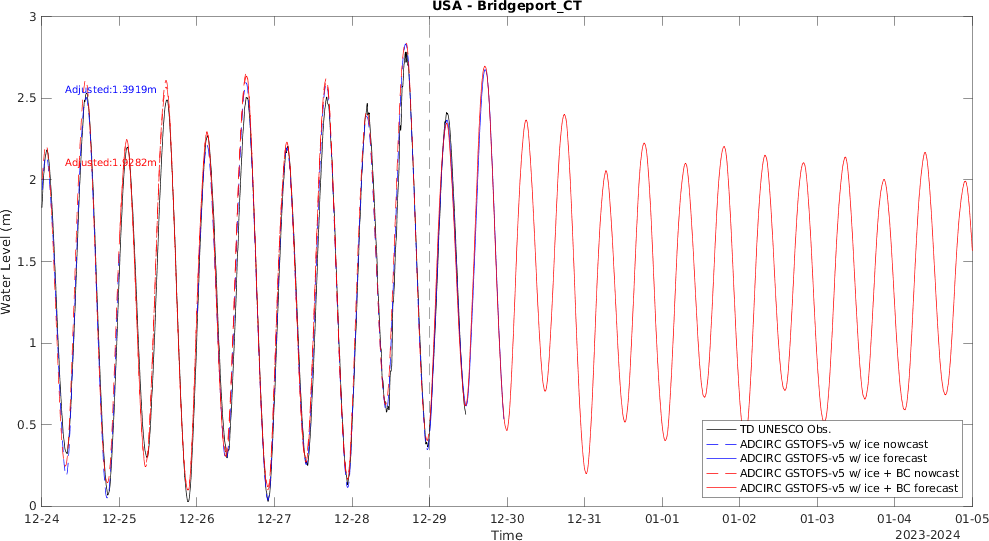 USA - Bridgeport_CT
3
2.5
2
1.5
1
0.5
0
Water Level (m)
Adjusted:1.3919m
Adjusted:1.9282m
TD UNESCO Obs.
ADCIRC GSTOFS-v5 w/ ice nowcast
ADCIRC GSTOFS-v5 w/ ice forecast
ADCIRC GSTOFS-v5 w/ ice + BC nowcast
ADCIRC GSTOFS-v5 w/ ice + BC forecast
12-24 12-25 12-26 12-27 12-28 12-29 12-30 12-31 01-01 01-02 01-03 01-04 01-05
Time
2023-2024